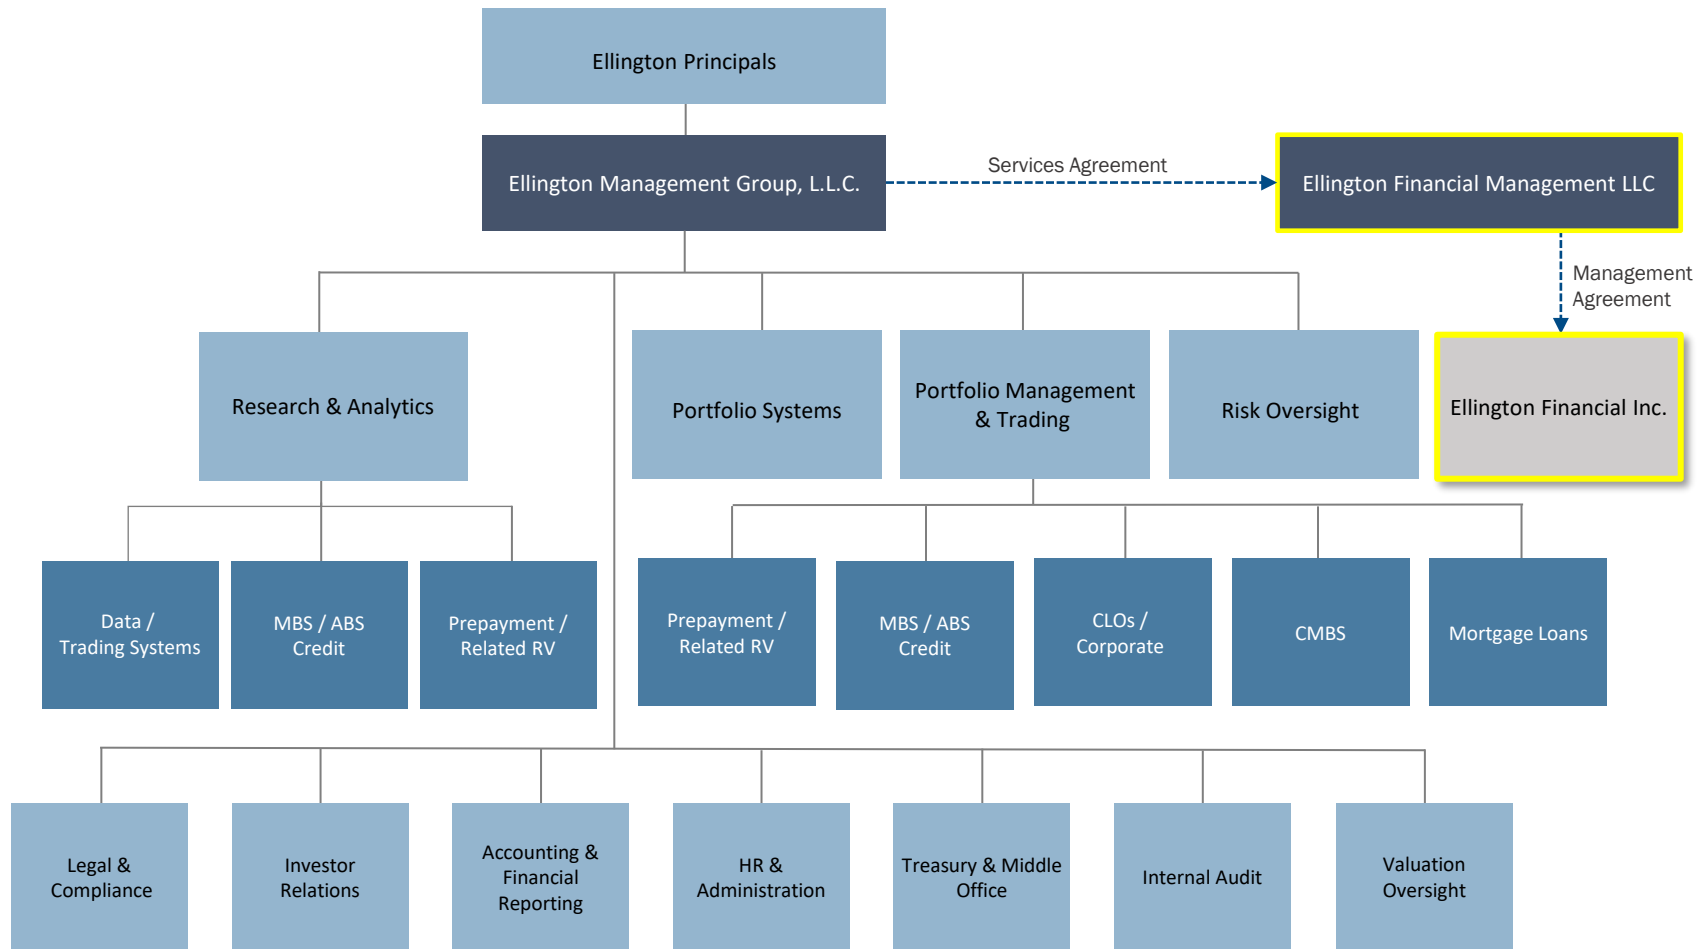 Ellington Principals
Ellington Management Group, L.L.C.
Services Agreement
Ellington Financial Management LLC
Management
Agreement
Research & Analytics
Portfolio Systems
Portfolio Management
& Trading
Risk Oversight
Ellington Financial Inc.
Data /
Trading Systems
MBS / ABS
Credit
Prepayment /
Related RV
Prepayment /
Related RV
MBS / ABS
Credit
CLOs /
Corporate
CMBS
Mortgage Loans
Legal &
Compliance
Investor
Relations
Accounting &
Financial
Reporting
HR &
Administration
Treasury & Middle
Office
Internal Audit
Valuation
Oversight